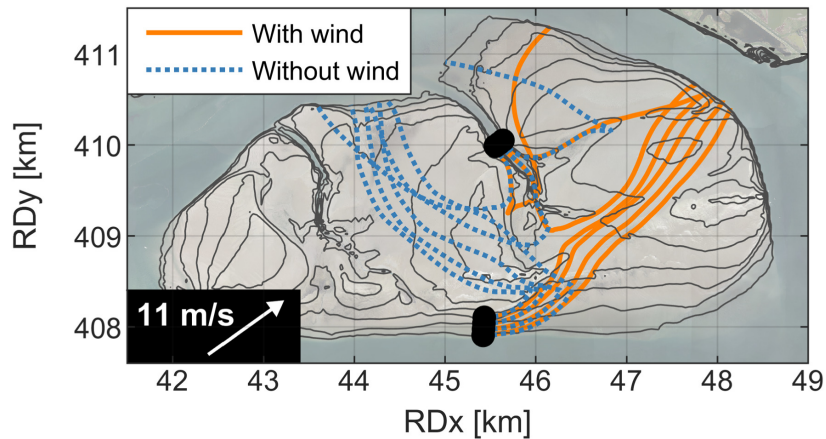 With wind
Without wind
411
410
409
408
RDy [km]
11 m/s
42 43 44 45 46 47 48 49
RDx [km]